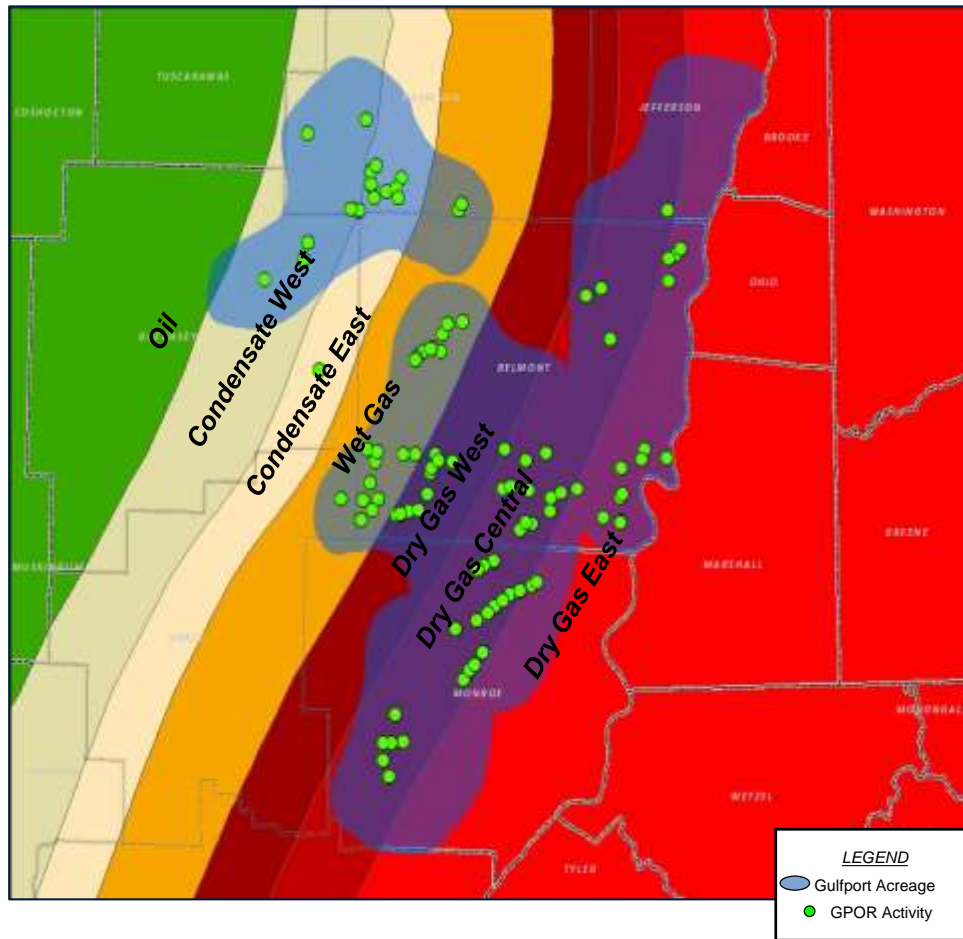 TUSCARAWAS
COSHOCTON
JEFFERSON
BROOKE
WASHINGTON
OHIO
Oil
Condensate West
Condensate East
BELMONT
Wet Gas
Dry Gas West
Dry Gas Central
Dry Gas East
GREENE
MARSHALL
MUSKINGUM
MONROE
WETZEL
TYLER
LEGEND
Gulfport Acreage
GPOR Activity